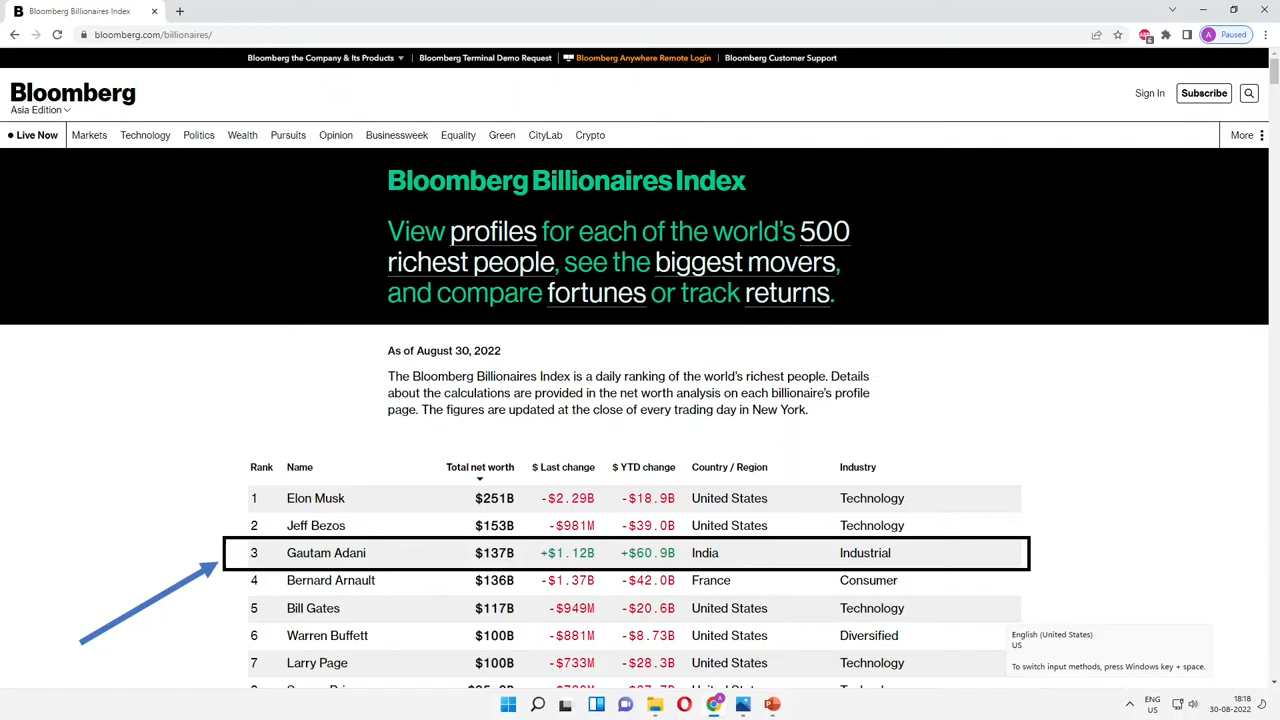 Bloomberg Billionaires Index
bloomberg.com/billionaires/
6
A Paused
Bloomberg the Company & Its Products | Bloomberg Terminal Demo Request | Bloomberg Anywhere Remote Login | Bloomberg Customer Support
Bloomberg
Asia Edition
Sign In Subscribe
Live Now Markets Technology Politics Wealth Pursuits Opinion Businessweek Equality Green CityLab Crypto More
Bloomberg Billionaires Index
View profiles for each of the world's 500
richest people, see the biggest movers,
and compare fortunes or track returns.
As of August 30, 2022
The Bloomberg Billionaires Index is a daily ranking of the world's richest people. Details
about the calculations are provided in the net worth analysis on each billionaire's profile
page. The figures are updated at the close of every trading day in New York.
Rank Name Total net worth $ Last change $ YTD change Country / Region Industry
1 Elon Musk $251B -$2.29B -$18.9B United States Technology
2 Jeff Bezos $153B -$981M -$39.0B United States Technology
3 Gautam Adani $137B +$1.12B +$60.9B India Industrial
4 Bernard Arnault $136B -$1.37B -$42.0B France Consumer
5 Bill Gates $117B -$949M -$20.6B United States Technology
6 Warren Buffett $100B -$881M -$8.73B United States Diversified
7 Larry Page $100B -$733M -$28.3B United States Technology
English (United States)
US
To switch input methods, press Windows key + space.
ENG
US
18:18
30-08-2022